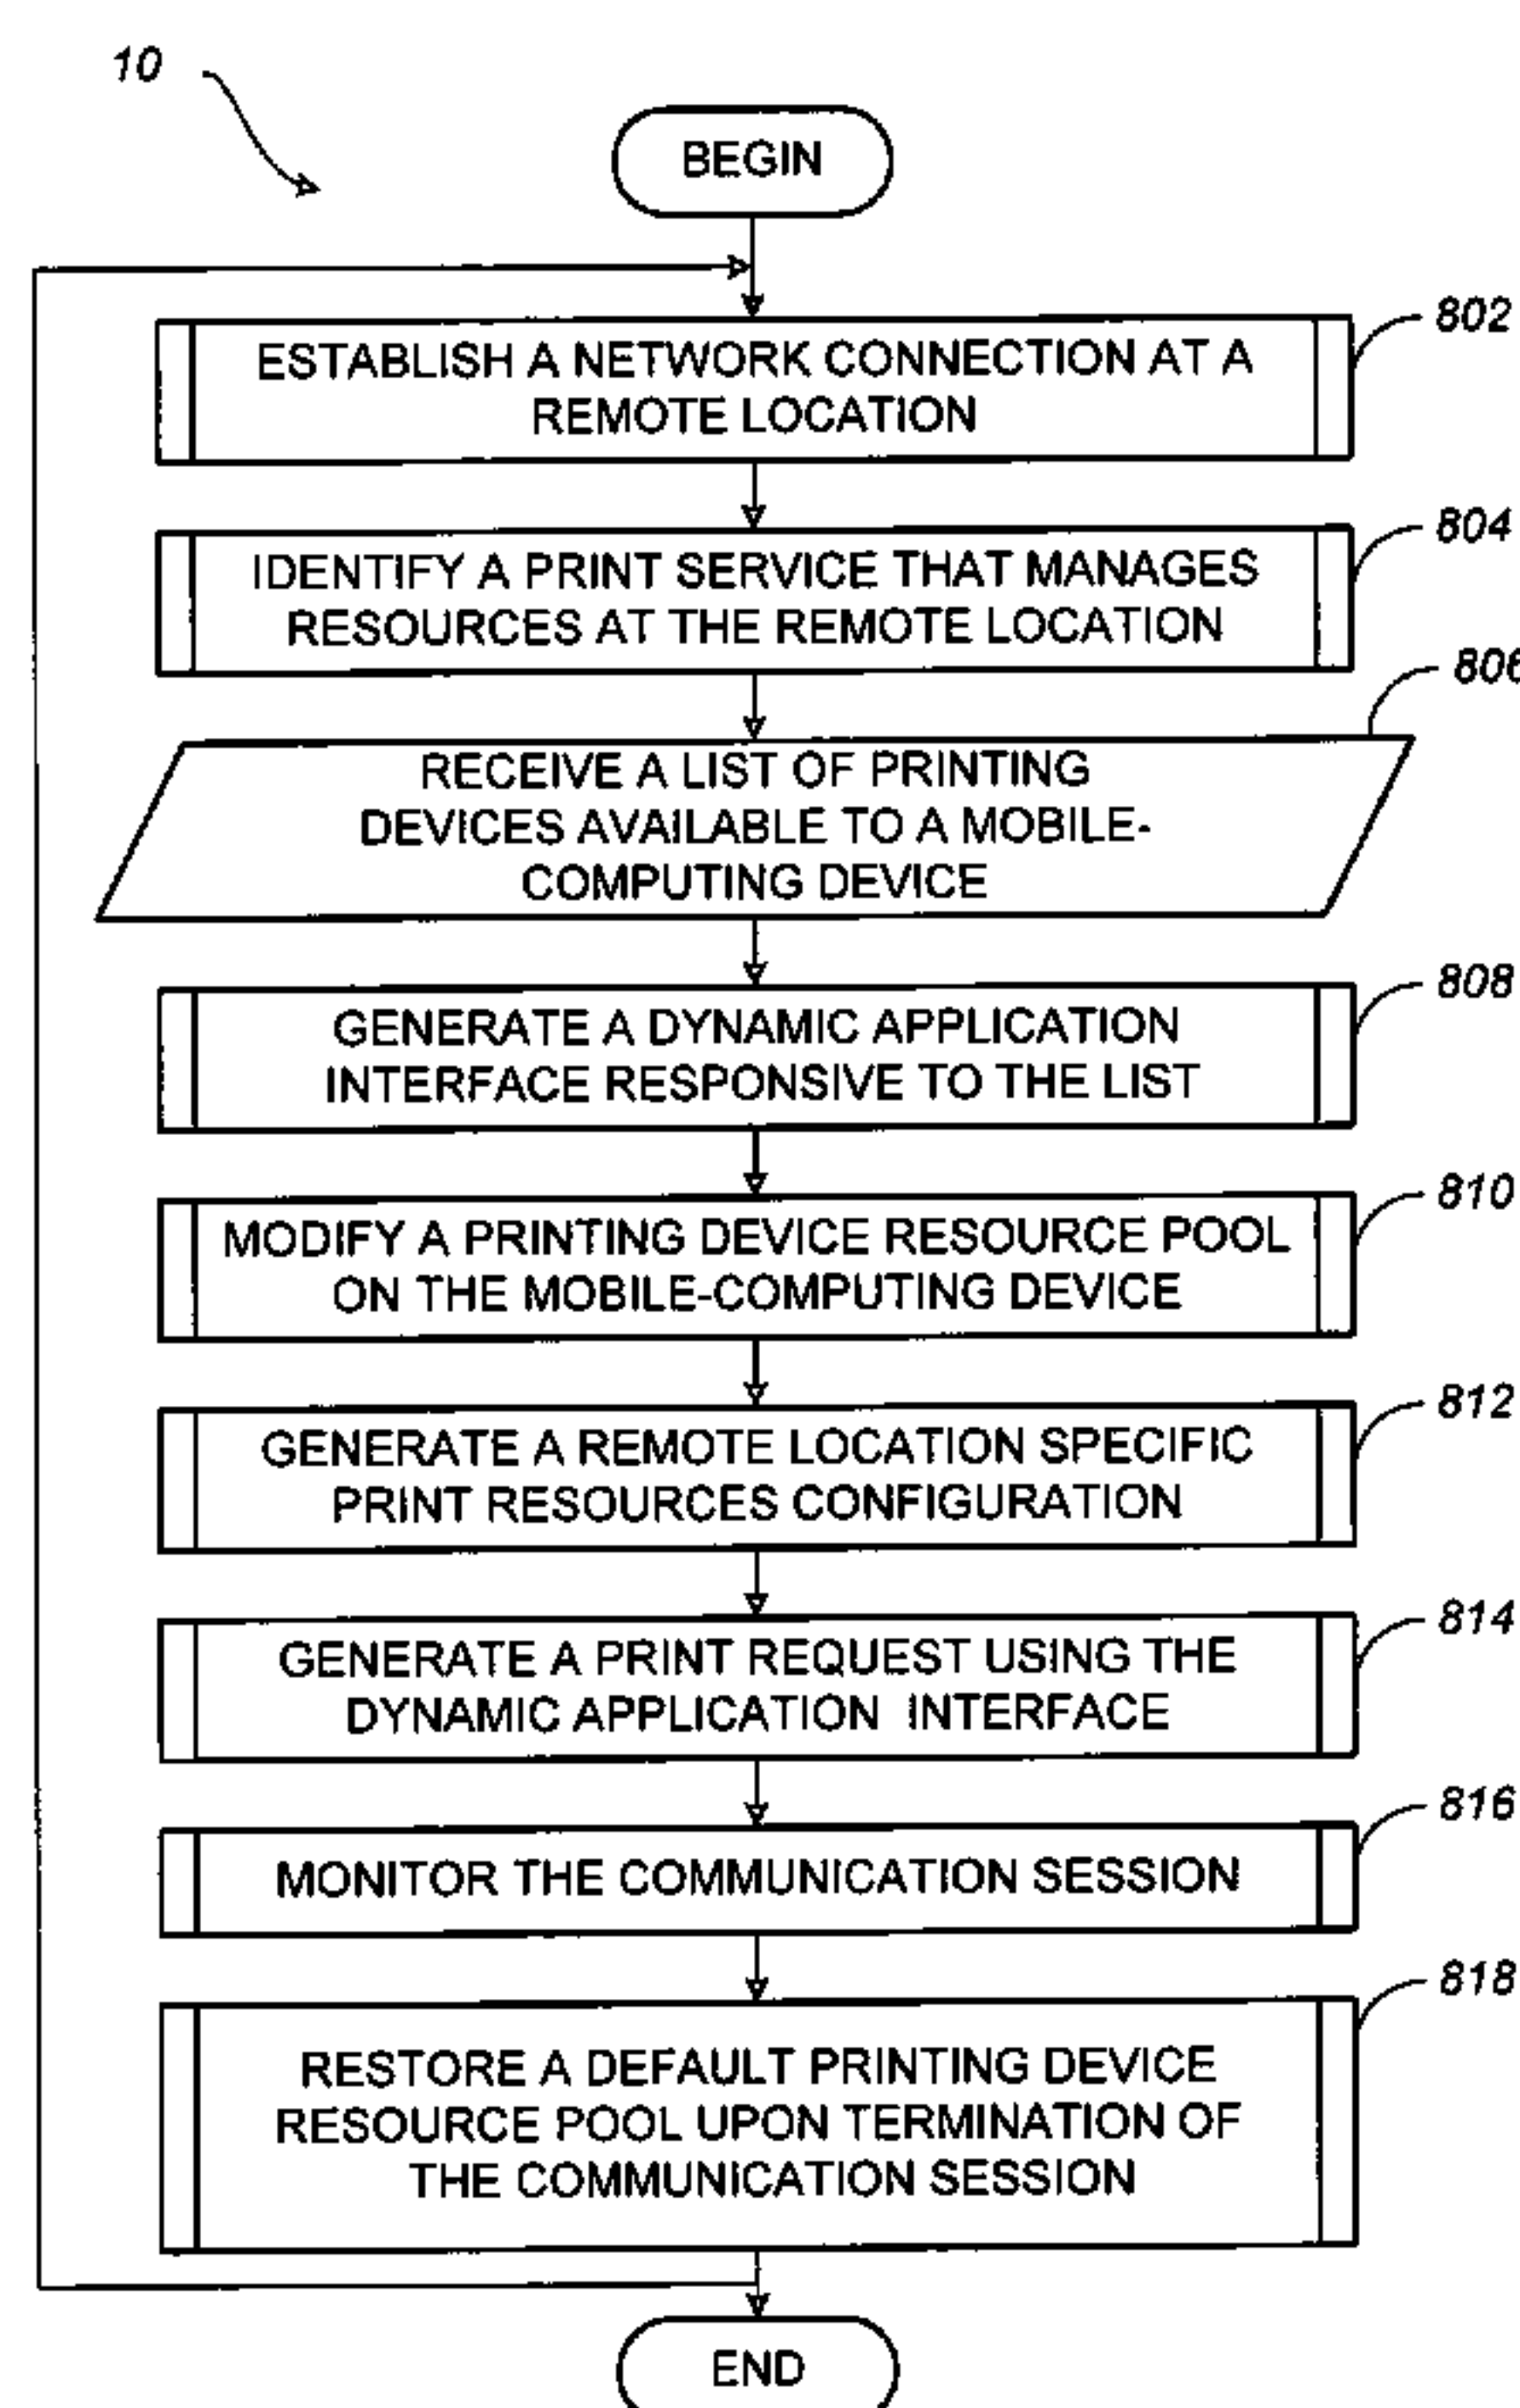 10
BEGIN
802
ESTABLISH A NETWORK CONNECTION AT A
REMOTE LOCATION
804
IDENTIFY A PRINT SERVICE THAT MANAGES
RESOURCES AT THE REMOTE LOCATION
806
RECEIVE A LIST OF PRINTING
DEVICES AVAILABLE TO A MOBILE-
COMPUTING DEVICE
808
GENERATE A DYNAMIC APPLICATION
INTERFACE RESPONSIVE TO THE LIST
810
MODIFY A PRINTING DEVICE RESOURCE POOL
ON THE MOBILE-COMPUTING DEVICE
812
GENERATE A REMOTE LOCATION SPECIFIC
PRINT RESOURCES CONFIGURATION
814
GENERATE A PRINT REQUEST USING THE
DYNAMIC APPLICATION INTERFACE
816
MONITOR THE COMMUNICATION SESSION
818
RESTORE A DEFAULT PRINTING DEVICE
RESOURCE POOL UPON TERMINATION OF
THE COMMUNICATION SESSION
END